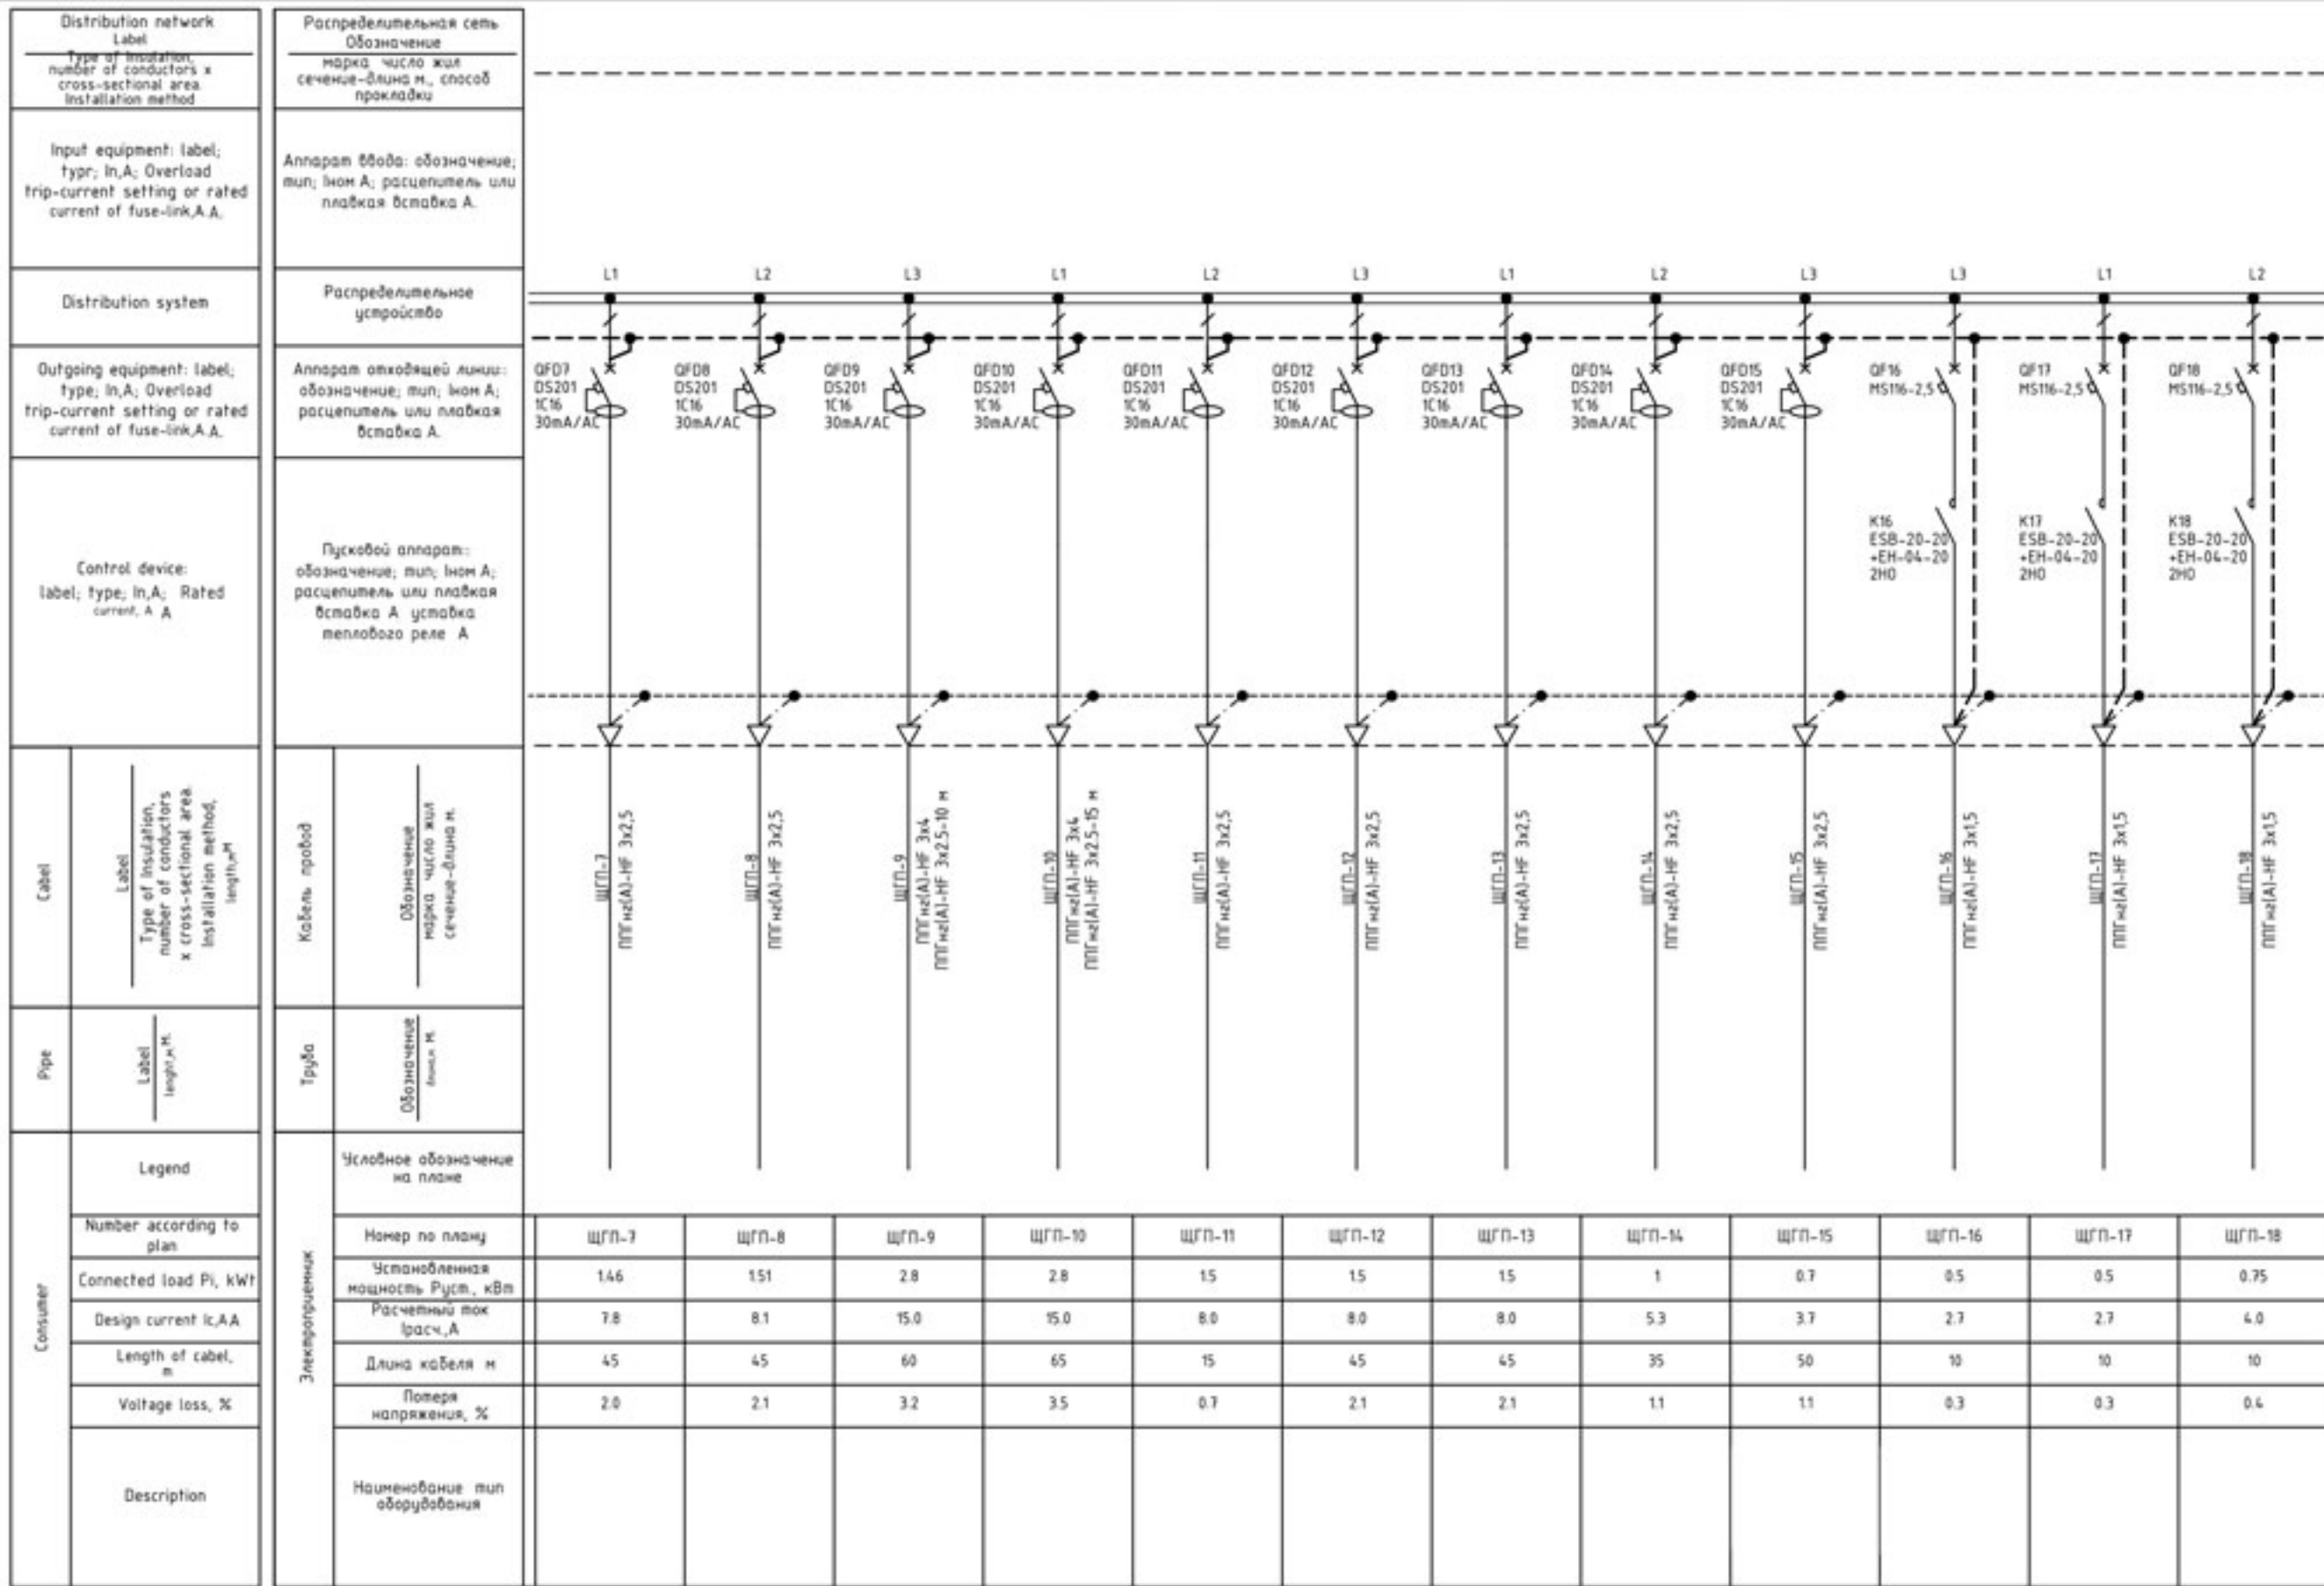 Distribution network
Label
Type of Insulation,
number of conductors x
cross-sectional area.
Installation method
Распределительная сеть
Обозначение
марка число жил
сечение-длина м., способ
прокладки
Input equipment: label;
typr; In,A; Overload
trip-current setting or rated
current of fuse-link,A.A.
Аппарат ввода: обозначение;
тип; Iном А; расцепитель или
плавкая вставка А.
Distribution system
Распределительное
устройство
L1 L2 L3 L1 L2 L3 L1 L2 L3 L3 L1 L2
Outgoing equipment: label;
type; In,A; Overload
trip-current setting or rated
current of fuse-link,A.A.
Аппарат отходящей линии::
обозначение; тип; Iном А;
расцепитель или плавкая
вставка А.
QFD7
DS201
1C16
30mA/AC
QFD8
DS201
1C16
30mA/AC
QFD9
DS201
1C16
30mA/AC
QFD10
DS201
1C16
30mA/AC
QFD11
DS201
1C16
30mA/AC
QFD12
DS201
1C16
30mA/AC
QFD13
DS201
1C16
30mA/AC
QFD14
DS201
1C16
30mA/AC
QFD15
DS201
1C16
30mA/AC
QF16
MS116-2,5
QF17
MS116-2,5
QF18
MS116-2,5
Control device:
label; type; In,A; Rated
current, A A
Пусковой аппарат::
обозначение; тип; Iном А;
расцепитель или плавкая
вставка А уставка
теплового реле А
K16
ESB-20-20
+EH-04-20
2НО
K17
ESB-20-20
+EH-04-20
2НО
K18
ESB-20-20
+EH-04-20
2НО
Cabel
Label
Type of Insulation,
number of conductors
x cross-sectional area.
Installation method,
length,мМ
Кабель провод
Обозначение
марка число жил
сечение-длина м.
ЩГП-7
ППГнг(А)-HF 3х2,5
ЩГП-8
ППГнг(А)-HF 3х2,5
ЩГП-9
ППГнг(А)-HF 3х4
ППГнг(А)-HF 3х2.5-10 м
ЩГП-10
ППГнг(А)-HF 3х4
ППГнг(А)-HF 3х2.5-15 м
ЩГП-11
ППГнг(А)-HF 3х2,5
ЩГП-12
ППГнг(А)-HF 3х2,5
ЩГП-13
ППГнг(А)-HF 3х2,5
ЩГП-14
ППГнг(А)-HF 3х2,5
ЩГП-15
ППГнг(А)-HF 3х2,5
ЩГП-16
ППГнг(А)-HF 3х1,5
ЩГП-17
ППГнг(А)-HF 3х1,5
ЩГП-18
ППГнг(А)-HF 3х1,5
Pipe
Label
lenght,м.М.
Труба
Обозначение
длина,м М.
Consumer
Электроприемник
Legend
Условное обозначение
на плане
Number according to
plan
Номер по плану
ЩГП-7 ЩГП-8 ЩГП-9 ЩГП-10 ЩГП-11 ЩГП-12 ЩГП-13 ЩГП-14 ЩГП-15 ЩГП-16 ЩГП-17 ЩГП-18
Connected load Pi, kWt
Установленная
мощность Руст., кВт
1.46 1.51 2.8 2.8 1.5 1.5 1.5 1 0.7 0.5 0.5 0.75
Design current Ic,A.A
Расчетный ток
Iрасч.,А
7.8 8.1 15.0 15.0 8.0 8.0 8.0 5.3 3.7 2.7 2.7 4.0
Length of cabel,
m
Длина кабеля м
45 45 60 65 15 45 45 35 50 10 10 10
Voltage loss, %
Потеря
напряжения, %
2.0 2.1 3.2 3.5 0.7 2.1 2.1 1.1 1.1 0.3 0.3 0.4
Description
Наименование тип
оборудования